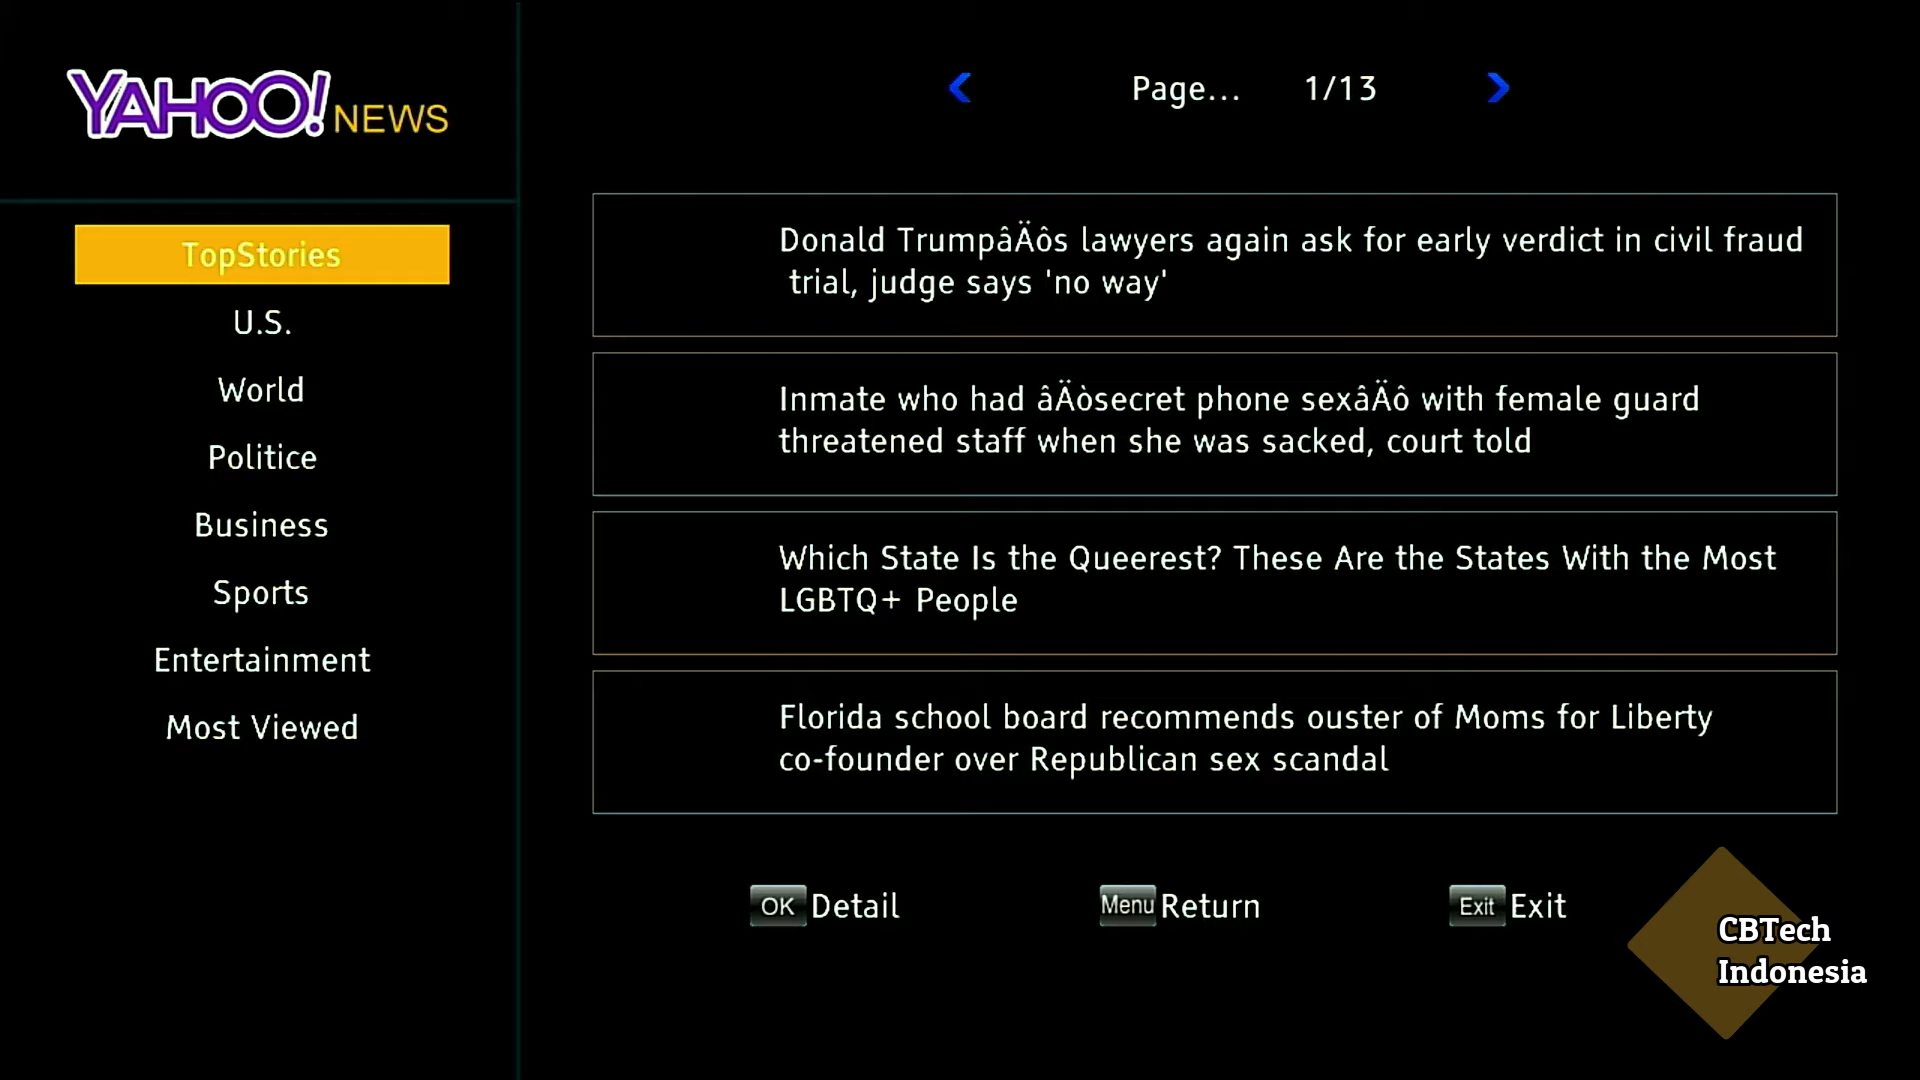 YAHOO! NEWS
Page... 1/13
TopStories
U.S.
World
Politice
Business
Sports
Entertainment
Most Viewed
Donald TrumpâÄôs lawyers again ask for early verdict in civil fraud
trial, judge says 'no way'
Inmate who had âÄòsecret phone sexâÄô with female guard
threatened staff when she was sacked, court told
Which State Is the Queerest? These Are the States With the Most
LGBTQ+ People
Florida school board recommends ouster of Moms for Liberty
co-founder over Republican sex scandal
OK Detail
Menu Return
Exit Exit
CBTech
Indonesia